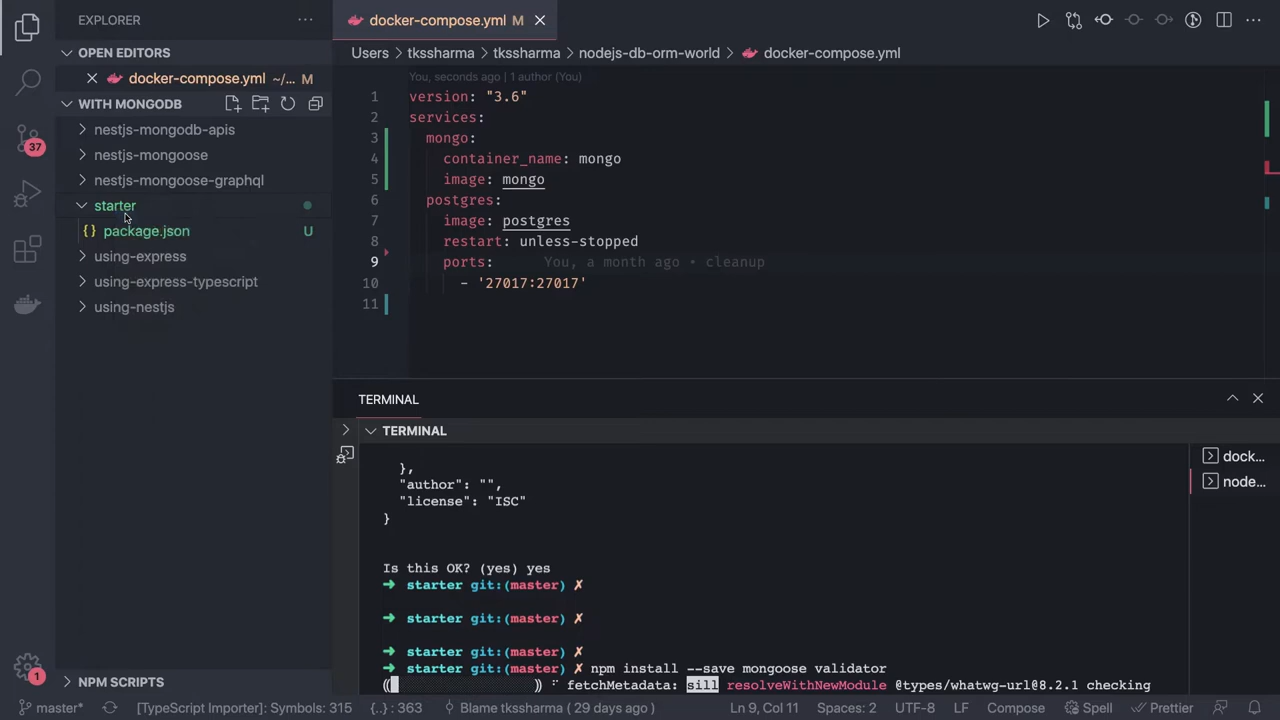 EXPLORER
docker-compose.yml M
OPEN EDITORS
docker-compose.yml ~/... M
WITH MONGODB
nestjs-mongodb-apis
nestjs-mongoose
nestjs-mongoose-graphql
starter
{} package.json U
using-express
using-express-typescript
using-nestjs
NPM SCRIPTS
37
1
Users > tkssharma > tkssharma > nodejs-db-orm-world > docker-compose.yml
You, seconds ago | 1 author (You)
1 version: "3.6"
2 services:
3 mongo:
4 container_name: mongo
5 image: mongo
6 postgres:
7 image: postgres
8 restart: unless-stopped
9 ports: You, a month ago • cleanup
10 - '27017:27017'
11
TERMINAL
TERMINAL
},
"author": "",
"license": "ISC"
}
Is this OK? (yes) yes
➜ starter git:(master) ✗
➜ starter git:(master) ✗
➜ starter git:(master) ✗
➜ starter git:(master) ✗ npm install --save mongoose validator
fetchMetadata: sill resolveWithNewModule @types/whatwg-url@8.2.1 checking
dock...
node...
master* [TypeScript Importer]: Symbols: 315 {..} : 363 Blame tkssharma ( 29 days ago ) Ln 9, Col 11 Spaces: 2 UTF-8 LF Compose Spell Prettier